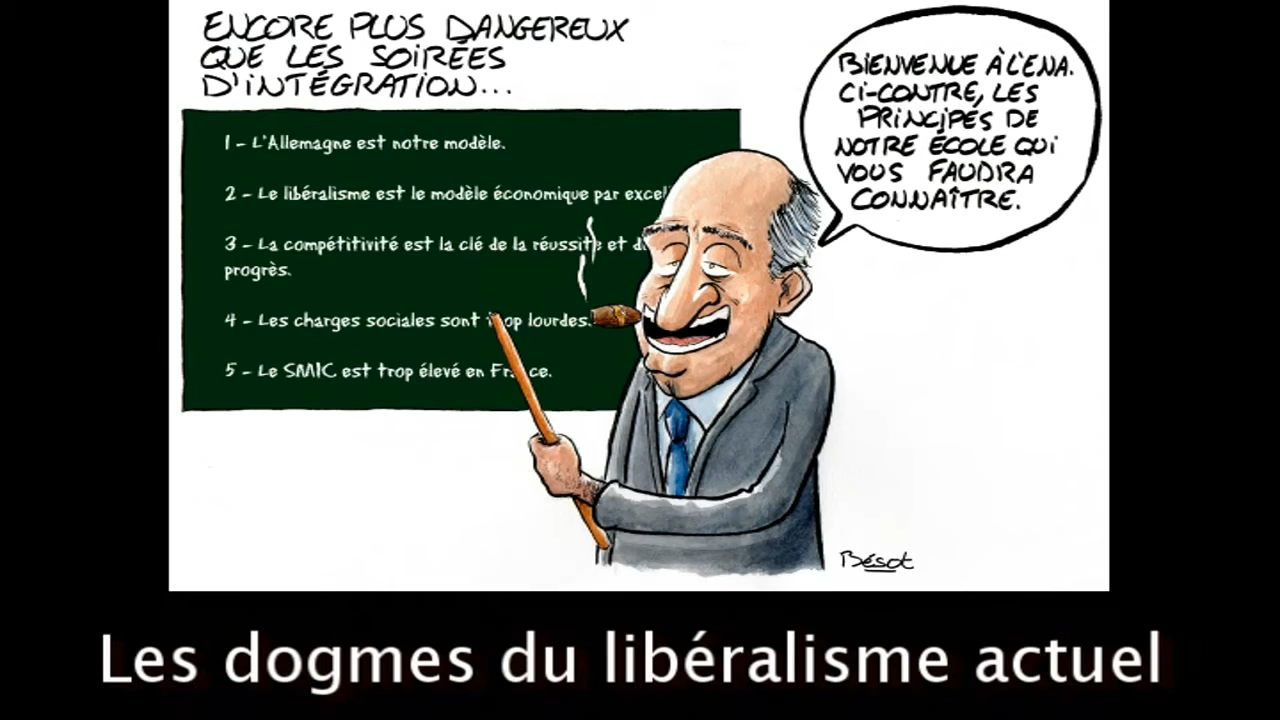 ENCORE PLUS DANGEREUX
QUE LES SOIRÉES
D'INTÉGRATION...
BIENVENUE À L'ENA.
CI-CONTRE, LES
PRINCIPES DE
NOTRE ÉCOLE QUI
VOUS FAUDRA
CONNAÎTRE.
1 - L'Allemagne est notre modèle.
2 - Le libéralisme est le modèle économique par excel
3 - La compétitivité est la clé de la réussite et d
progrès.
4 - Les charges sociales sont trop lourdes.
5 - Le SMIC est trop élevé en France.
Bésot
Les dogmes du libéralisme actuel